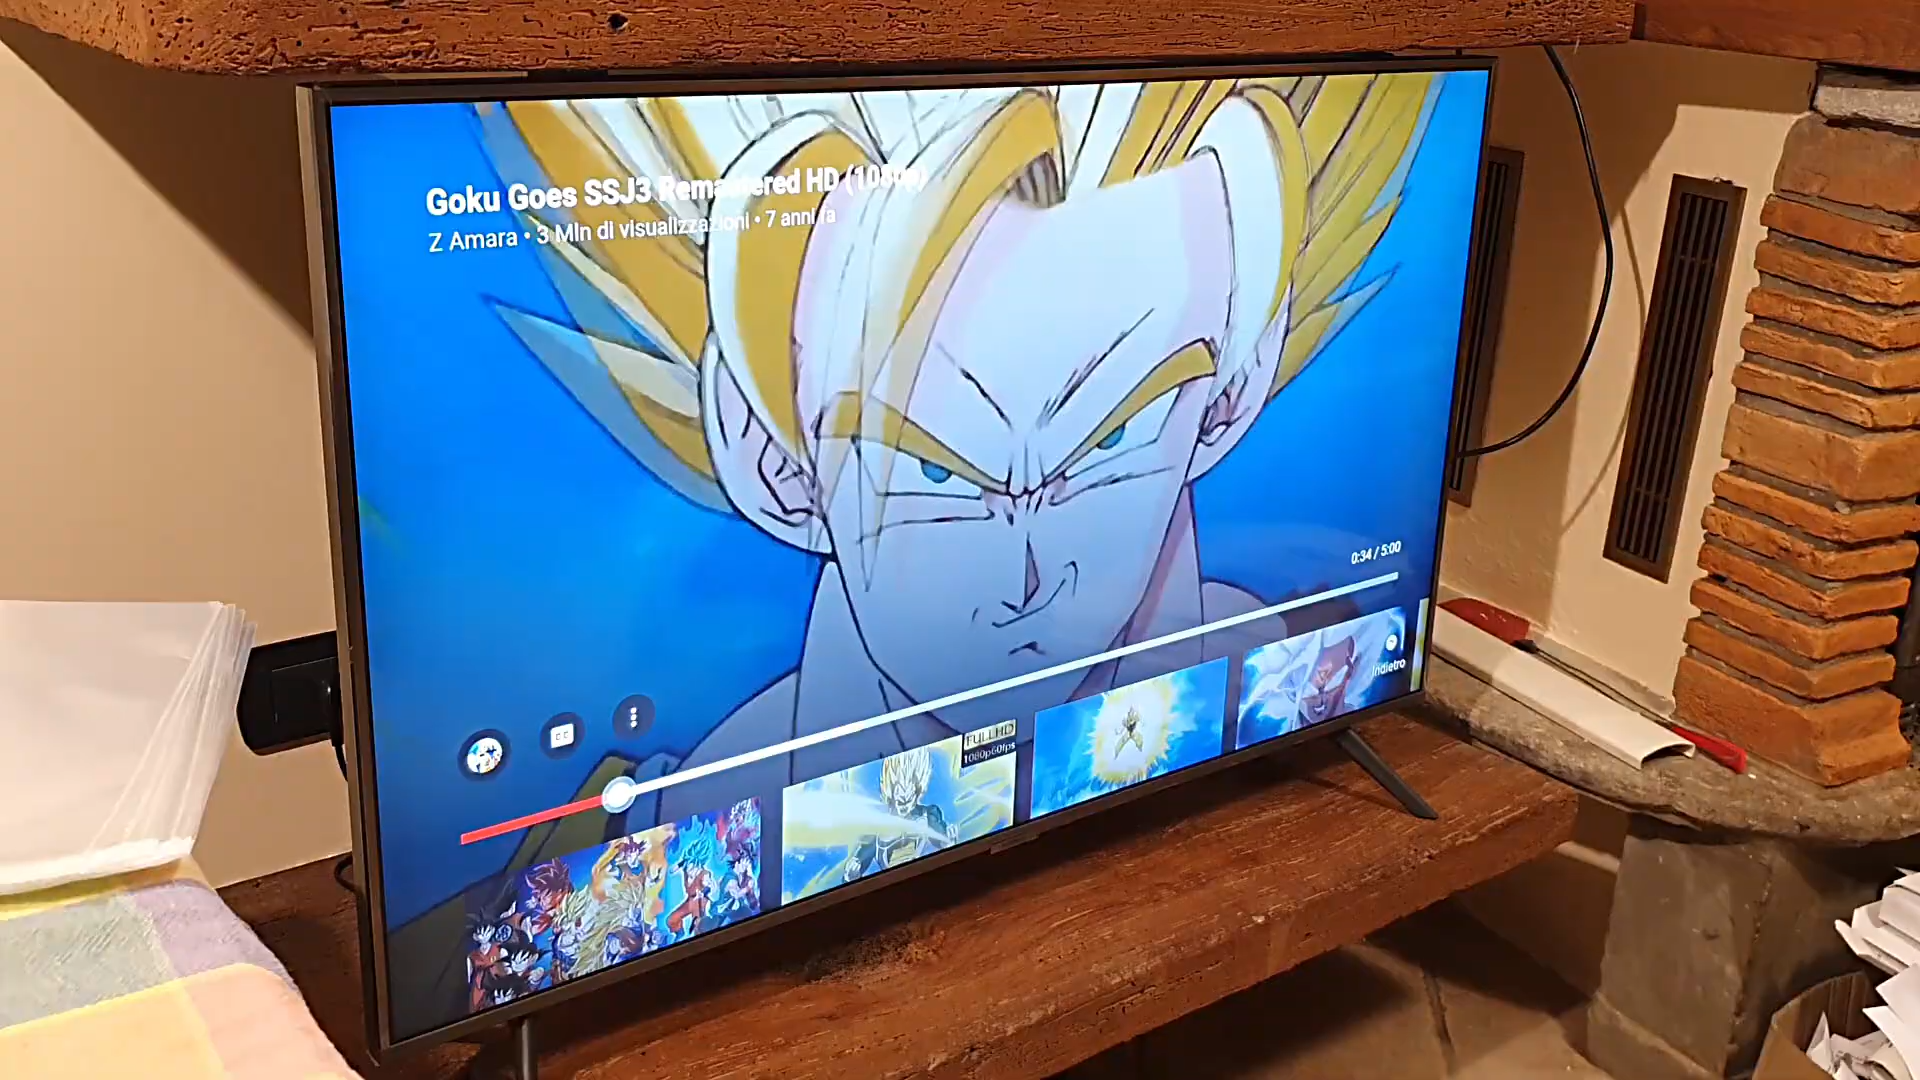 Goku Goes SSJ3 Remastered HD (1080p)
Z Amara • 3 Mln di visualizzazioni • 7 anni fa
0:34 / 5:00
Indietro
CC
FULL HD
1080p60fps